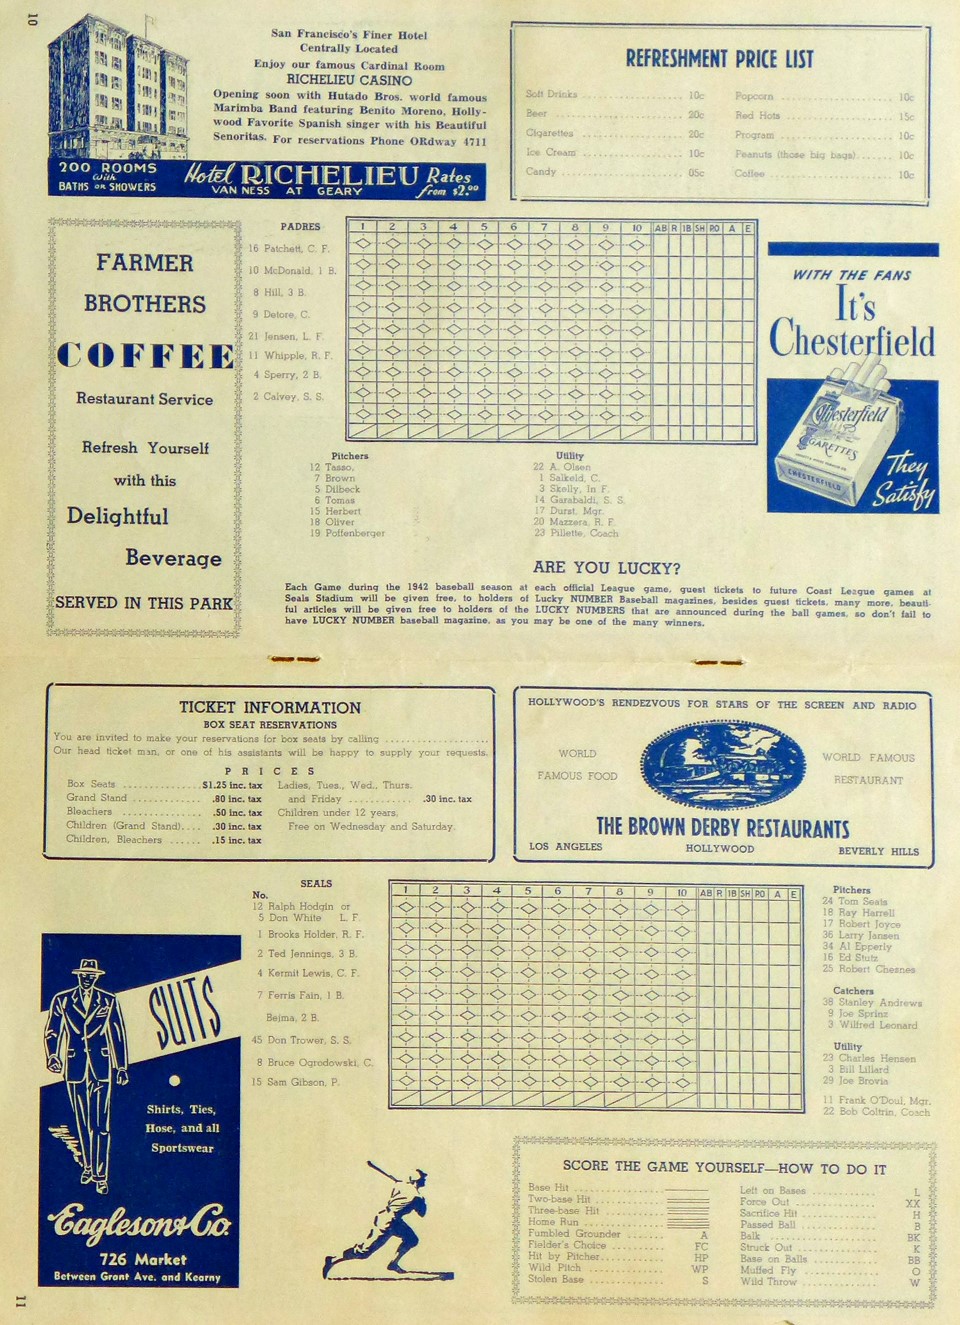 10
San Francisco's Finer Hotel
Centrally Located
Enjoy our famous Cardinal Room
RICHELIEU CASINO
Opening soon with Hutado Bros. world famous
Marimba Band featuring Benito Moreno, Holly-
wood Favorite Spanish singer with his Beautiful
Senoritas. For reservations Phone ORdway 4711
200 ROOMS
with
BATHS or SHOWERS
Hotel RICHELIEU Rates
VAN NESS AT GEARY from $2.00
REFRESHMENT PRICE LIST
Soft Drinks 10c
Beer 20c
Cigarettes 20c
Ice Cream 10c
Candy 05c
Popcorn 10c
Red Hots 15c
Program 10c
Peanuts (those big bags) 10c
Coffee 10c
FARMER
BROTHERS
COFFEE
Restaurant Service
Refresh Yourself
with this
Delightful
Beverage
SERVED IN THIS PARK
PADRES
16 Patchett, C. F.
10 McDonald, 1 B.
8 Hill, 3 B.
9 Detore, C.
21 Jensen, L. F.
11 Whipple, R. F.
4 Sperry, 2 B.
2 Calvey, S. S.
1 2 3 4 5 6 7 8 9 10 AB R 1B SH PO A E
Pitchers
12 Tasso,
7 Brown
5 Dilbeck
6 Tomas
15 Herbert
18 Oliver
19 Poffenberger
Utility
22 A. Olsen
1 Salkeld, C.
3 Skelly, In F.
14 Garabaldi, S. S.
17 Durst, Mgr.
20 Mazzera, R. F.
23 Pillette, Coach
WITH THE FANS
It's
Chesterfield
Chesterfield
CIGARETTES
CHESTERFIELD
They
Satisfy
ARE YOU LUCKY?
Each Game during the 1942 baseball season at each official League game, guest tickets to future Coast League games at
Seals Stadium will be given free, to holders of Lucky NUMBER Baseball magazines, besides guest tickets, many more, beauti-
ful articles will be given free to holders of the LUCKY NUMBERS that are announced during the ball games, so don't fail to
have LUCKY NUMBER baseball magazine, as you may be one of the many winners.
TICKET INFORMATION
BOX SEAT RESERVATIONS
You are invited to make your reservations for box seats by calling
Our head ticket man, or one of his assistants will be happy to supply your requests.
PRICES
Box Seats $1.25 inc. tax
Grand Stand .80 inc. tax
Bleachers .50 inc. tax
Children (Grand Stand) .30 inc. tax
Children, Bleachers .15 inc. tax
Ladies, Tues., Wed., Thurs.
and Friday .30 inc. tax
Children under 12 years,
Free on Wednesday and Saturday.
HOLLYWOOD'S RENDEZVOUS FOR STARS OF THE SCREEN AND RADIO
WORLD
FAMOUS FOOD
WORLD FAMOUS
RESTAURANT
THE BROWN DERBY RESTAURANTS
LOS ANGELES HOLLYWOOD BEVERLY HILLS
SEALS
No.
12 Ralph Hodgin or
5 Don White L. F.
1 Brooks Holder, R. F.
2 Ted Jennings, 3 B.
4 Kermit Lewis, C. F.
7 Ferris Fain, 1 B.
Bejma, 2 B.
45 Don Trower, S. S.
8 Bruce Ogrodowski, C.
15 Sam Gibson, P.
1 2 3 4 5 6 7 8 9 10 AB R 1B SH PO A E
Pitchers
24 Tom Seats
18 Ray Harrell
17 Robert Joyce
36 Larry Jansen
34 Al Epperly
16 Ed Stutz
25 Robert Chesnes
Catchers
38 Stanley Andrews
9 Joe Sprinz
3 Wilfred Leonard
Utility
23 Charles Hensen
3 Bill Lillard
29 Joe Brovia
11 Frank O'Doul, Mgr.
22 Bob Coltrin, Coach
SUITS
Shirts, Ties,
Hose, and all
Sportswear
Eagleson & Co.
726 Market
Between Grant Ave. and Kearny
SCORE THE GAME YOURSELF—HOW TO DO IT
Base Hit
Two-base Hit
Three-base Hit
Home Run
Fumbled Grounder A
Fielder's Choice FC
Hit by Pitcher HP
Wild Pitch WP
Stolen Base S
Left on Bases L
Force Out XX
Sacrifice Hit H
Passed Ball B
Balk BK
Struck Out K
Base on Balls BB
Muffed Fly O
Wild Throw W
11